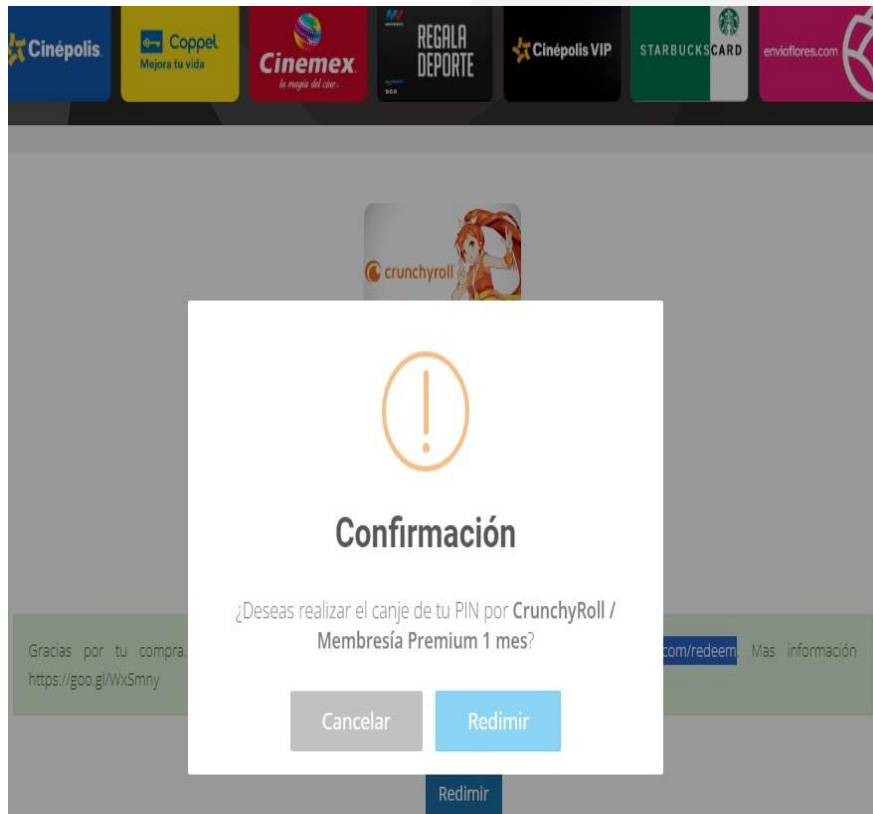 Cinépolis
Coppel
Mejora tu vida
Cinemex
la magia del cine
REGALA
DEPORTE
Cinépolis VIP
STARBUCKS CARD
envíaflores.com
crunchyroll
Confirmación
¿Deseas realizar el canje de tu PIN por CrunchyRoll /
Membresía Premium 1 mes?
Gracias por tu compra, com/redeem. Mas información
https://goo.gl/WxSmny
Cancelar
Redimir
Redimir